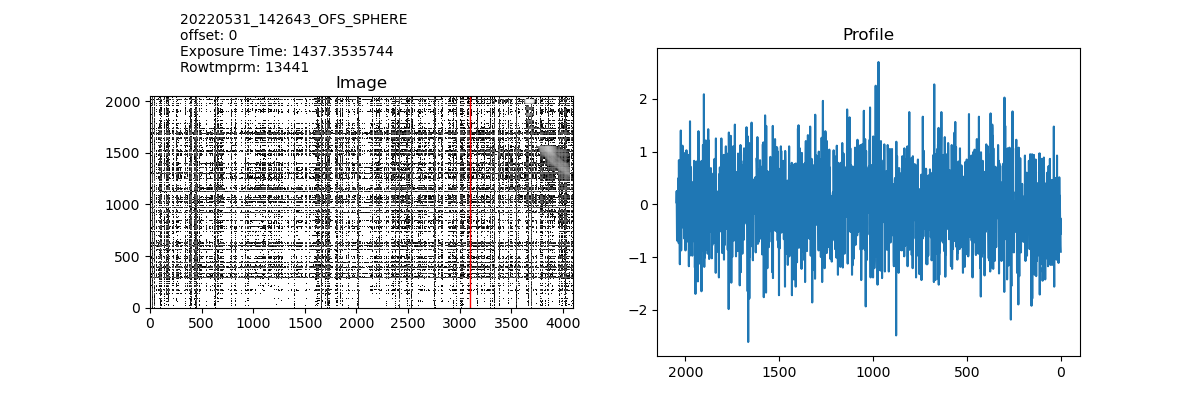 20220531_142643_OFS_SPHERE
offset: 0
Exposure Time: 1437.3535744
Rowtmprm: 13441
Image
2000
1500
1000
500
0
0 500 1000 1500 2000 2500 3000 3500 4000
Profile
2
1
0
−1
−2
2000 1500 1000 500 0